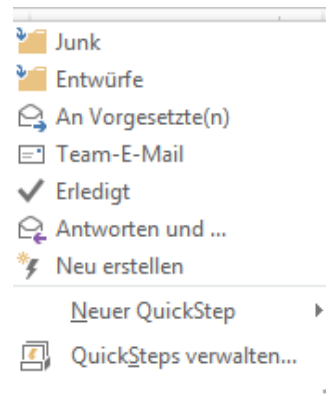 Junk
Entwürfe
An Vorgesetzte(n)
Team-E-Mail
Erledigt
Antworten und ...
Neu erstellen
Neuer QuickStep
QuickSteps verwalten...